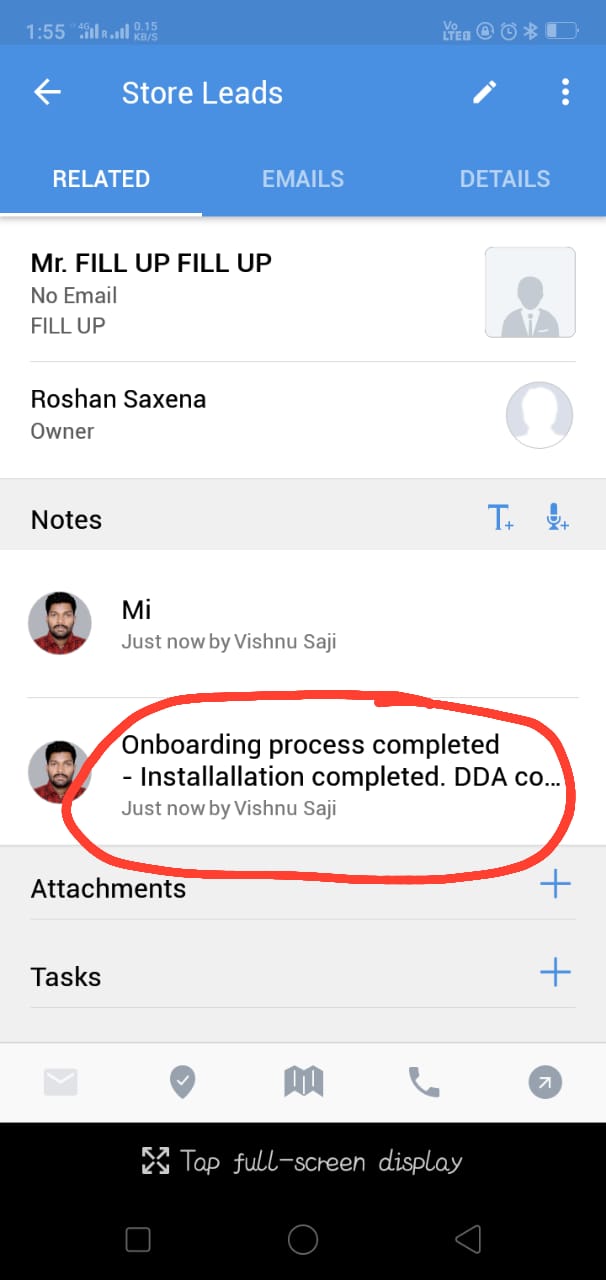 1:55 4G R 0.15
KB/S
Vo
LTE
Store Leads
RELATED EMAILS DETAILS
Mr. FILL UP FILL UP
No Email
FILL UP
Roshan Saxena
Owner
Notes
T+
Mi
Just now by Vishnu Saji
Onboarding process completed
- Installallation completed. DDA co...
Just now by Vishnu Saji
Attachments
Tasks
Tap full-screen display